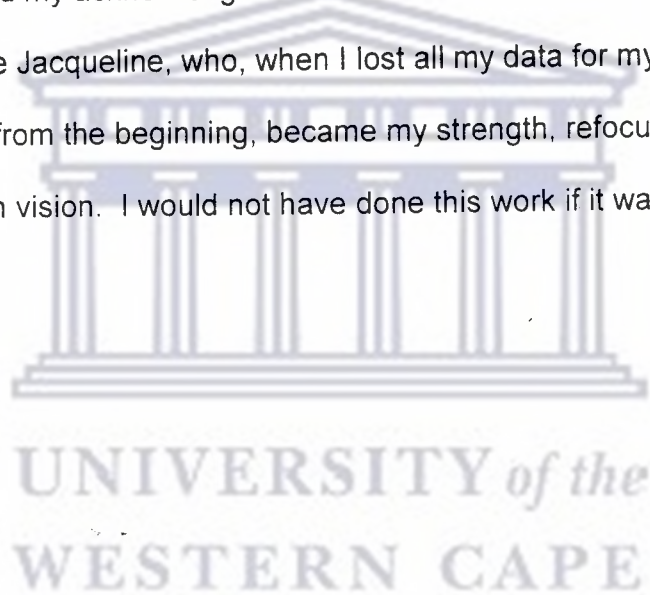 e Jacqueline, who, when I lost all my data for my
from the beginning, became my strength, refocu
n vision. I would not have done this work if it wa
UNIVERSITY of the
WESTERN CAPE